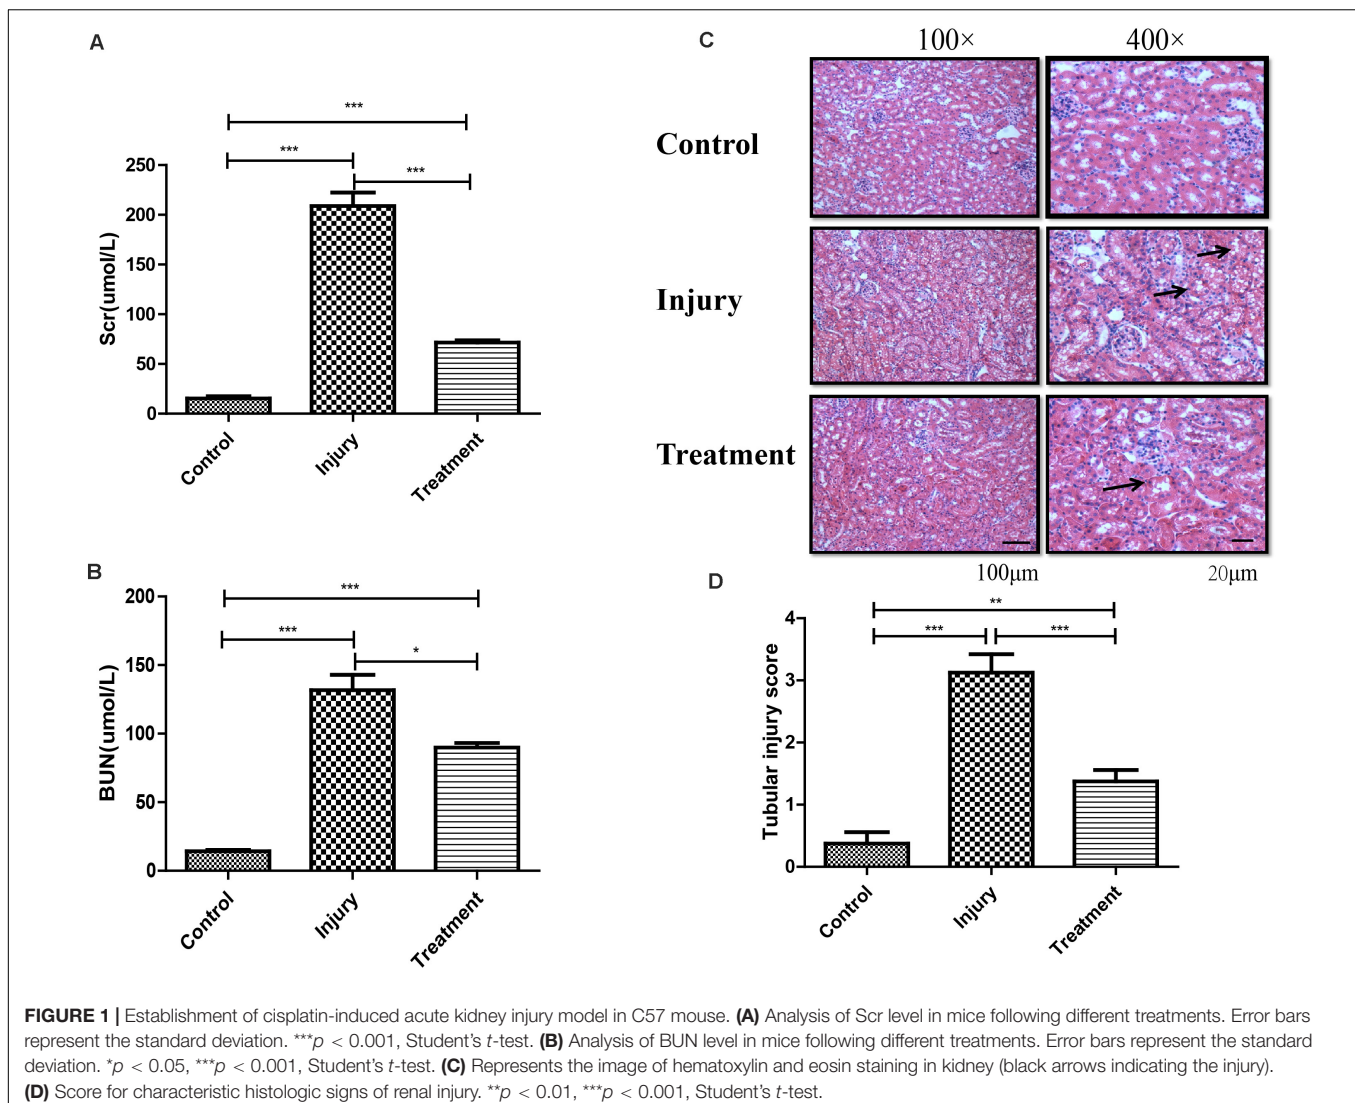 A
***
***
***
250
200
150
100
50
0
Scr(umol/L)
Control
Injury
Treatment
B
***
***
*
200
150
100
50
0
BUN(umol/L)
Control
Injury
Treatment
C
100×
400×
Control
Injury
Treatment
100μm
20μm
D
**
***
***
4
3
2
1
0
Tubular injury score
Control
Injury
Treatment
FIGURE 1 | Establishment of cisplatin-induced acute kidney injury model in C57 mouse. (A) Analysis of Scr level in mice following different treatments. Error bars
represent the standard deviation. ***p < 0.001, Student's t-test. (B) Analysis of BUN level in mice following different treatments. Error bars represent the standard
deviation. *p < 0.05, ***p < 0.001, Student's t-test. (C) Represents the image of hematoxylin and eosin staining in kidney (black arrows indicating the injury).
(D) Score for characteristic histologic signs of renal injury. **p < 0.01, ***p < 0.001, Student's t-test.